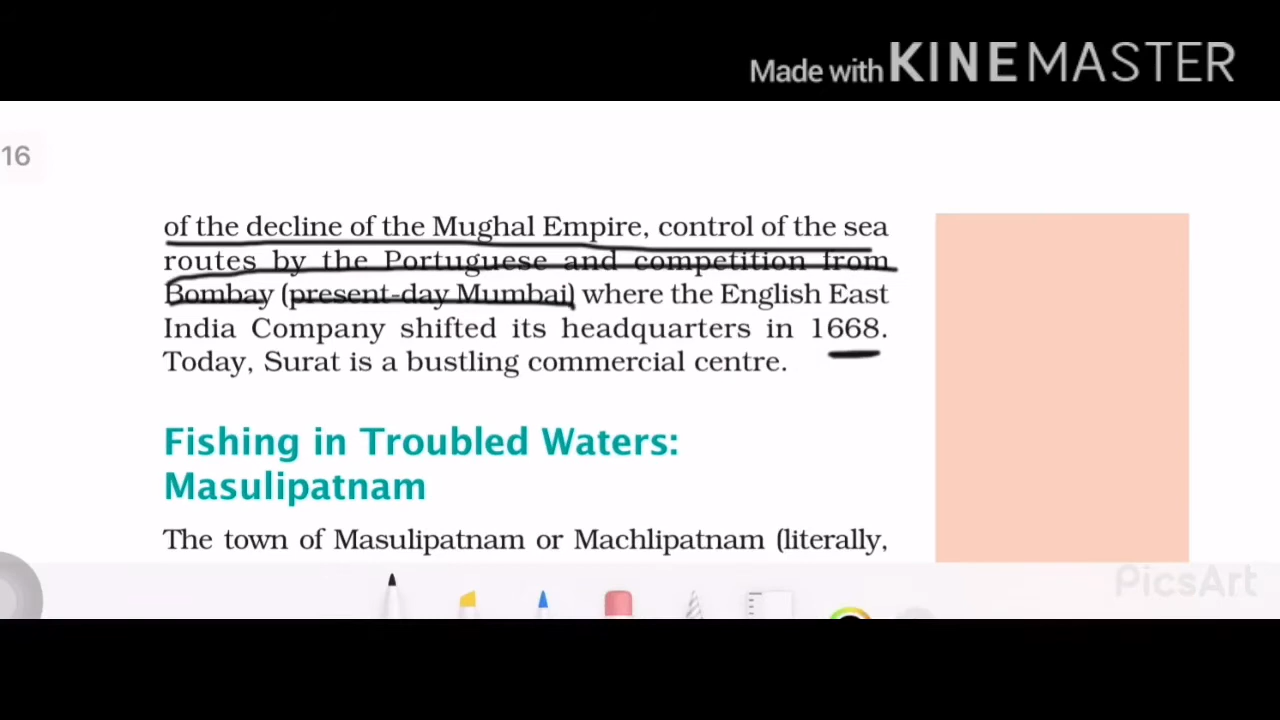 Made with KINEMASTER
16
of the decline of the Mughal Empire, control of the sea
routes by the Portuguese and competition from
Bombay (present-day Mumbai) where the English East
India Company shifted its headquarters in 1668.
Today, Surat is a bustling commercial centre.
Fishing in Troubled Waters:
Masulipatnam
The town of Masulipatnam or Machlipatnam (literally,
PicsArt